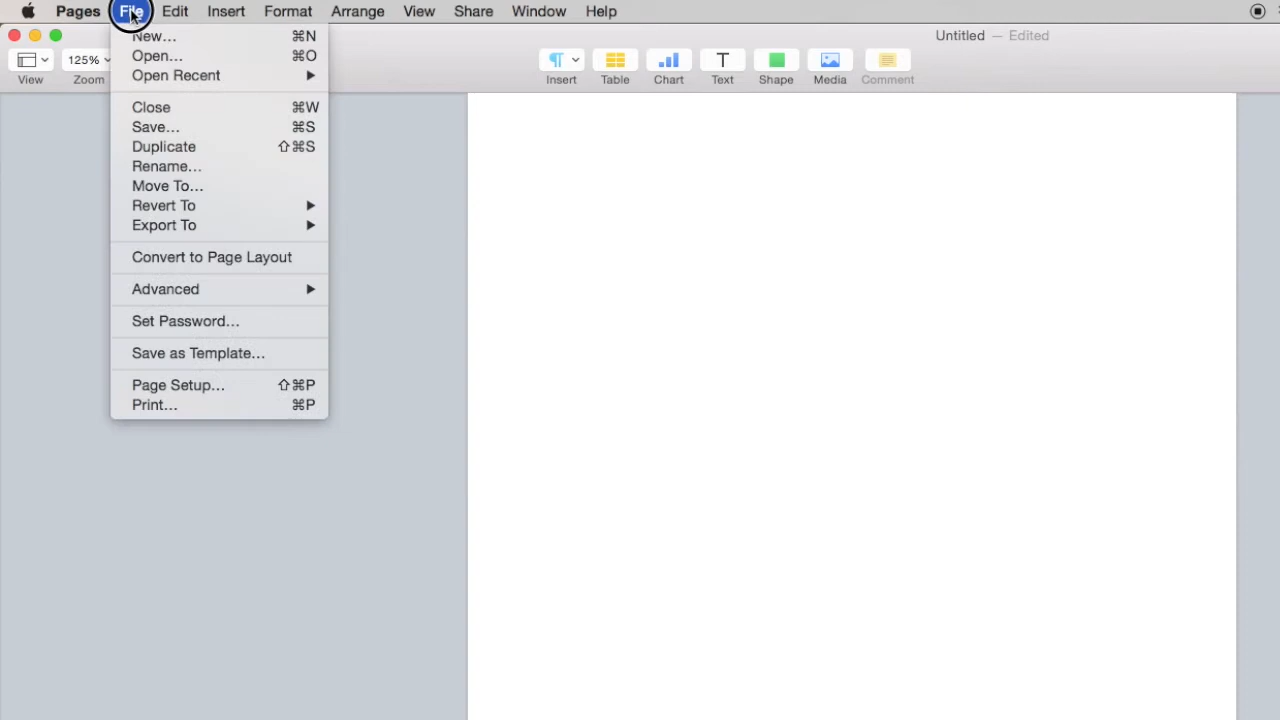 Pages File Edit Insert Format Arrange View Share Window Help
Untitled — Edited
125%
View Zoom Insert Table Chart Text Shape Media Comment
New... ⌘N
Open... ⌘O
Open Recent
Close ⌘W
Save... ⌘S
Duplicate ⇧⌘S
Rename...
Move To...
Revert To
Export To
Convert to Page Layout
Advanced
Set Password...
Save as Template...
Page Setup... ⇧⌘P
Print... ⌘P